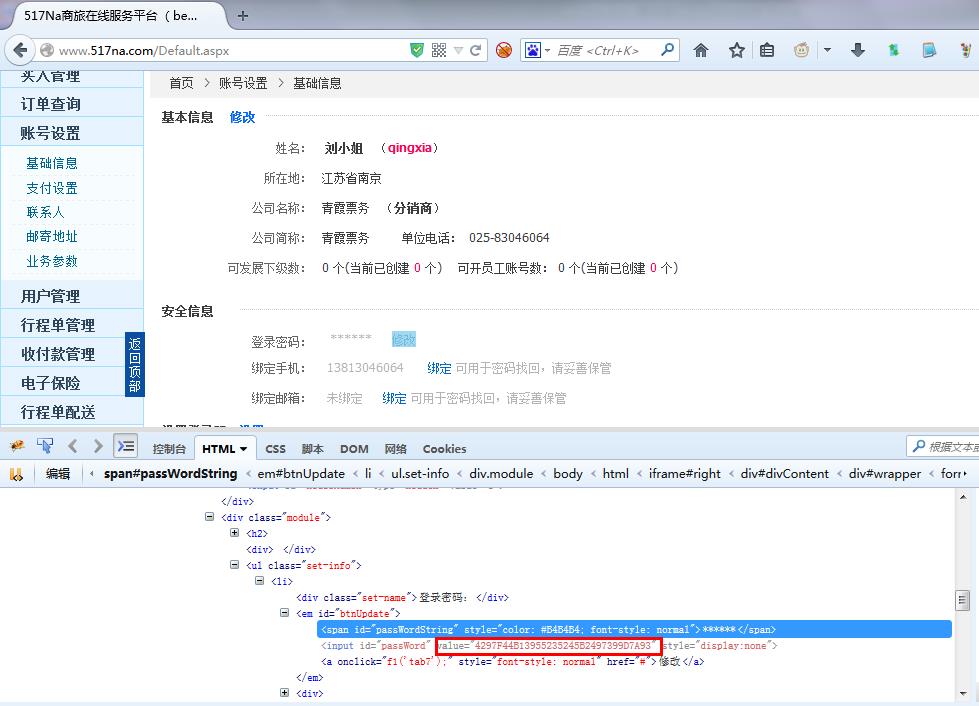 517Na商旅在线服务平台（ be...
www.517na.com/Default.aspx
百度 <Ctrl+K>
买入管理
订单查询
账号设置
基础信息
支付设置
联系人
邮寄地址
业务参数
用户管理
行程单管理
收付款管理
电子保险
行程单配送
返回顶部
首页 > 账号设置 > 基础信息
基本信息 修改
姓名： 刘小姐 （qingxia）
所在地： 江苏省南京
公司名称： 青霞票务 （分销商）
公司简称： 青霞票务 单位电话： 025-83046064
可发展下级数： 0 个(当前已创建 0 个) 可开员工账号数： 0 个(当前已创建 0 个)
安全信息
登录密码： ****** 修改
绑定手机： 13813046064 绑定 可用于密码找回，请妥善保管
绑定邮箱： 未绑定 绑定 可用于密码找回，请妥善保管
控制台 HTML CSS 脚本 DOM 网络 Cookies
根据文本或
编辑 span#passWordString < em#btnUpdate < li < ul.set-info < div.module < body < html < iframe#right < div#divContent < div#wrapper < forr
</div>
<div class="module">
<h2>
<div> </div>
<ul class="set-info">
<li>
<div class="set-name"> 登录密码：</div>
<em id="btnUpdate">
<span id="passWordString" style="color: #B4B4B4; font-style: normal"> ******</span>
<input id="passWord" value="4297F44B13955235245B2497399D7A93" style="display:none">
<a onclick="f1('tab7');" style="font-style: normal" href="#"> 修改</a>
</em>
<div>